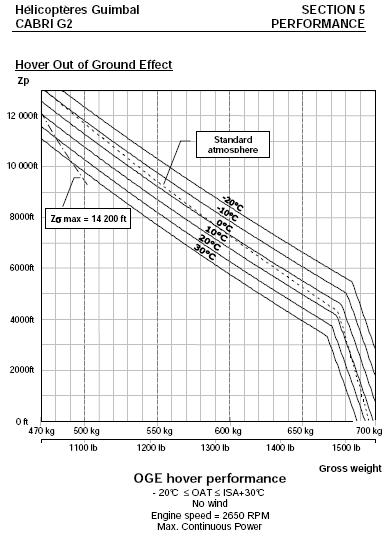 Hélicoptères Guimbal
SECTION 5
CABRI G2
PERFORMANCE
Hover Out of Ground Effect
Zp
12 000ft
10 000ft
8000ft
6000ft
4000ft
2000ft
0 ft
Standard
atmosphere
Zσ max = 14 200 ft
-20°C
-10°C
0°C
10°C
20°C
30°C
470 kg
500 kg
550 kg
600 kg
650 kg
700 kg
1100 lb
1200 lb
1300 lb
1400 lb
1500 lb
Gross weight
OGE hover performance
- 20°C ≤ OAT ≤ ISA+30°C
No wind
Engine speed = 2650 RPM
Max. Continuous Power